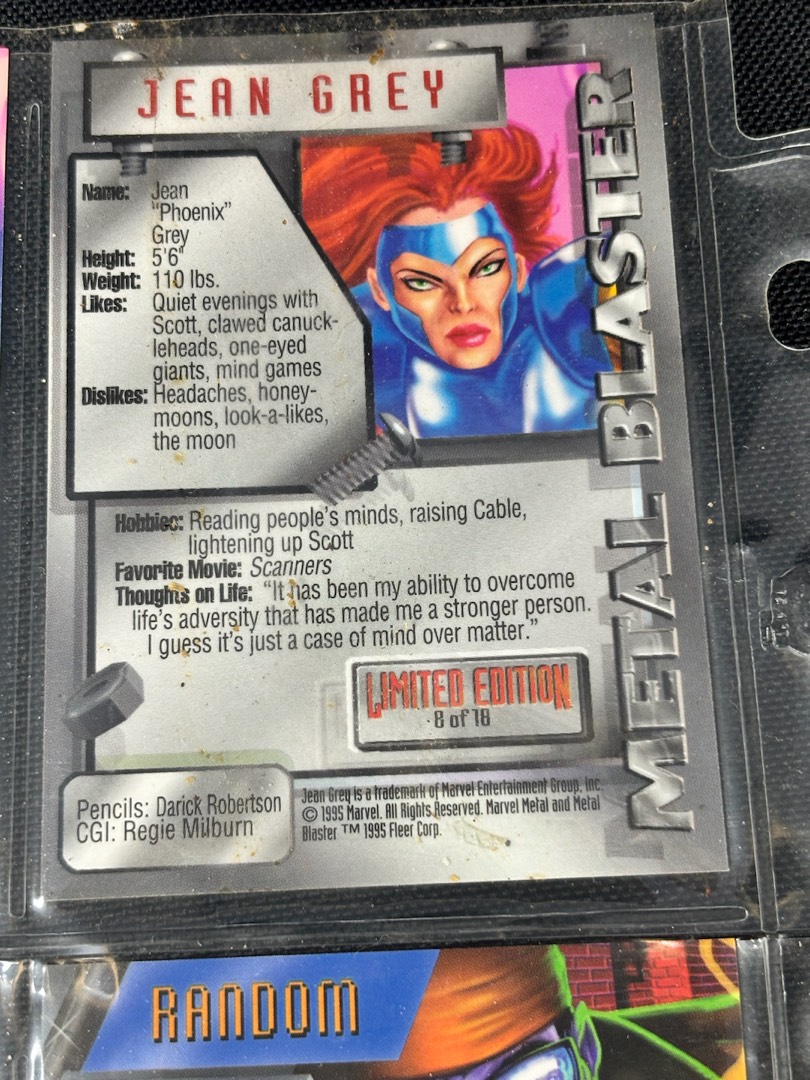 JEAN GREY
Name: Jean
"Phoenix"
Grey
Height: 5'6"
Weight: 110 lbs.
Likes: Quiet evenings with
Scott, clawed canuck-
leheads, one-eyed
giants, mind games
Dislikes: Headaches, honey-
moons, look-a-likes,
the moon
METAL BLASTER
Hobbies: Reading people's minds, raising Cable,
lightening up Scott
Favorite Movie: Scanners
Thoughts on Life: "It has been my ability to overcome
life's adversity that has made me a stronger person.
I guess it's just a case of mind over matter."
LIMITED EDITION
8 of 18
Pencils: Darick Robertson
CGI: Regie Milburn
Jean Grey is a trademark of Marvel Entertainment Group, Inc.
© 1995 Marvel. All Rights Reserved. Marvel Metal and Metal
Blaster ™ 1995 Fleer Corp.
RANDOM